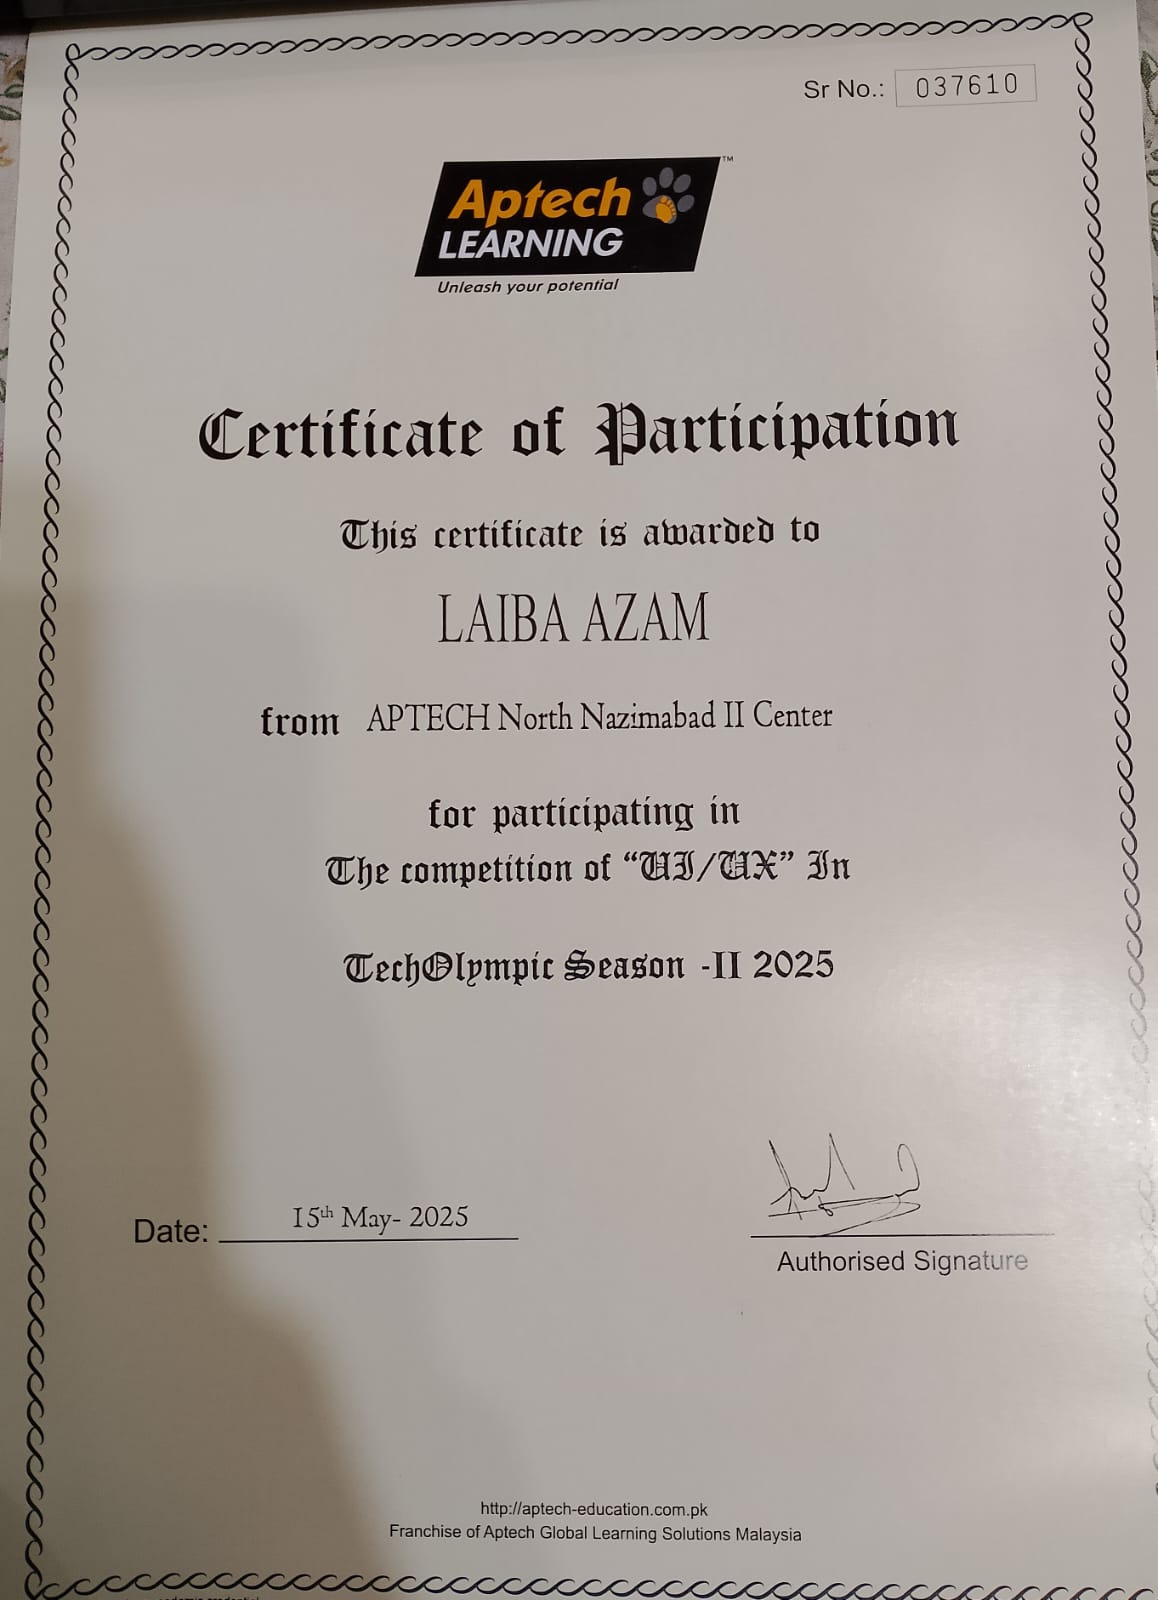 Sr No.: 037610
Aptech
LEARNING
TM
Unleash your potential
Certificate of Participation
This certificate is awarded to
LAIBA AZAM
from APTECH North Nazimabad II Center
for participating in
The competition of “UI/UX” In
TechOlympic Season -II 2025
Date: 15th May- 2025
Authorised Signature
http://aptech-education.com.pk
Franchise of Aptech Global Learning Solutions Malaysia